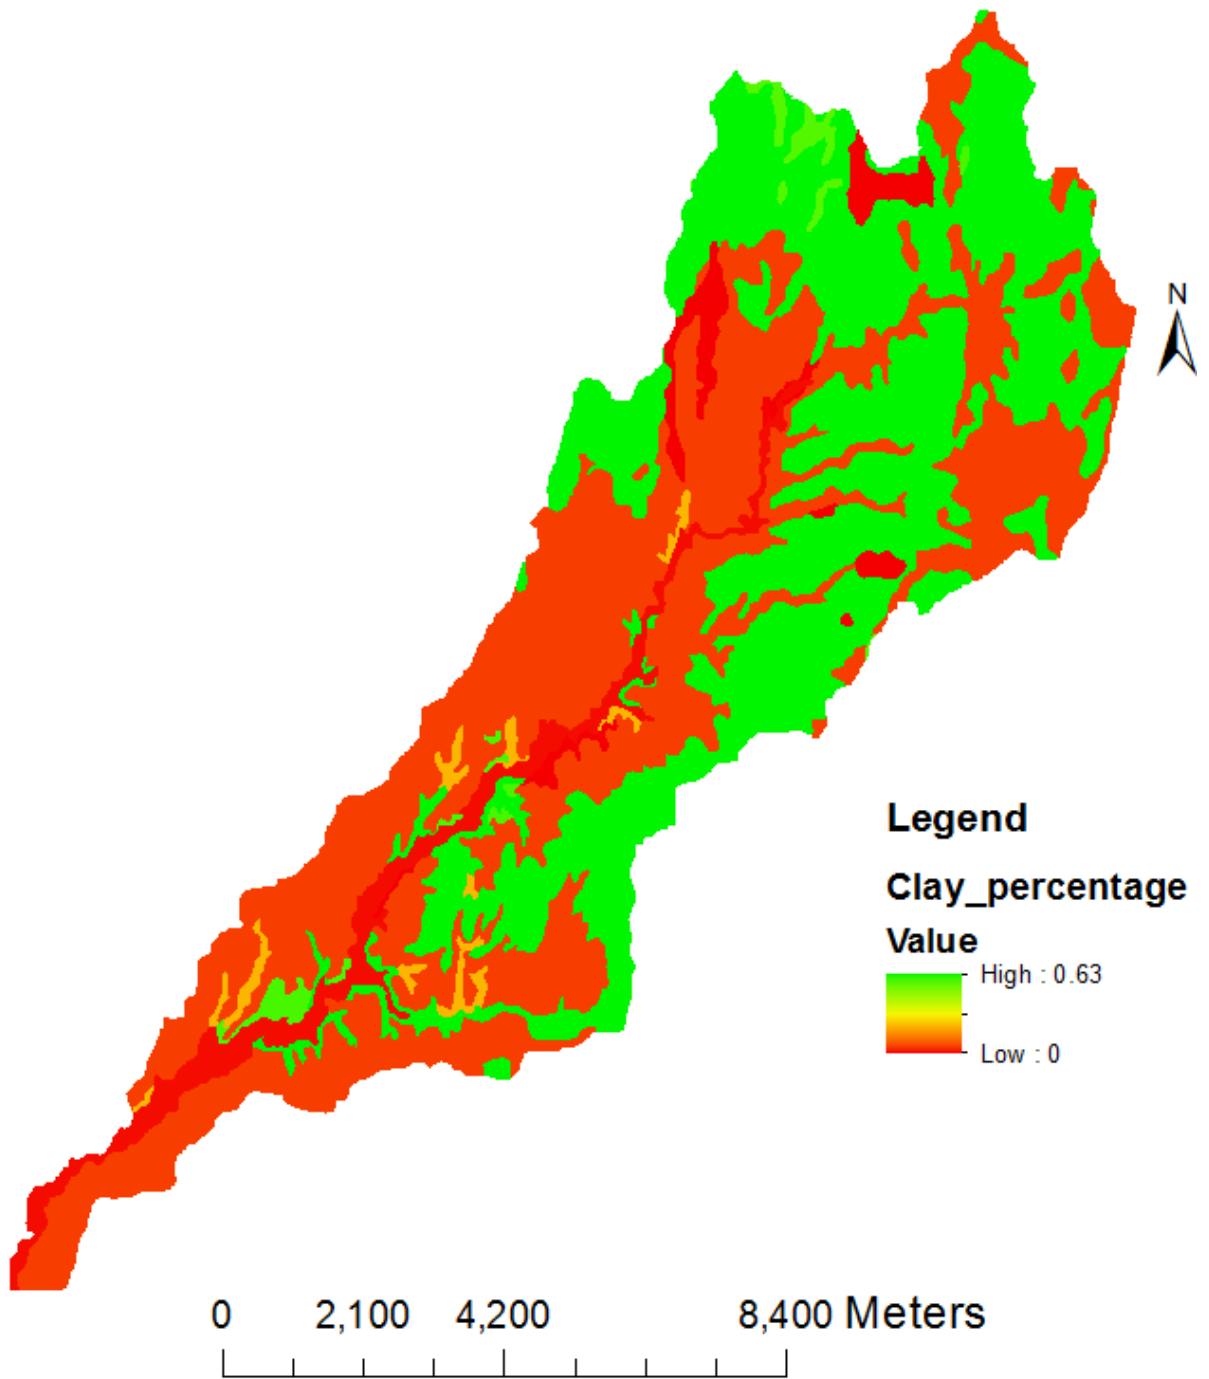 N
Legend
Clay_percentage
Value
High : 0.63
Low : 0
0 2,100 4,200 8,400 Meters